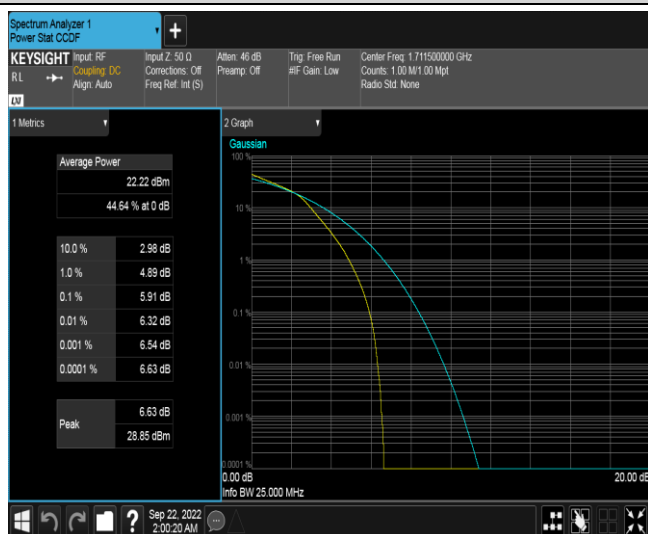 Spectrum Analyzer 1
Power Stat CCDF
+
KEYSIGHT
RL
LXI
Input: RF
Coupling: DC
Align: Auto
Input Z: 50 Ω
Corrections: Off
Freq Ref: Int (S)
Atten: 46 dB
Preamp: Off
Trig: Free Run
#IF Gain: Low
Center Freq: 1.711500000 GHz
Counts: 1.00 M/1.00 Mpt
Radio Std: None
1 Metrics
Average Power
22.22 dBm
44.64 % at 0 dB
10.0 % 2.98 dB
1.0 % 4.89 dB
0.1 % 5.91 dB
0.01 % 6.32 dB
0.001 % 6.54 dB
0.0001 % 6.63 dB
Peak
6.63 dB
28.85 dBm
2 Graph
Gaussian
100 %
10 %
1 %
0.1 %
0.01 %
0.001 %
0.0001 %
0.00 dB 20.00 dB
Info BW 25.000 MHz
?
Sep 22, 2022
2:00:20 AM